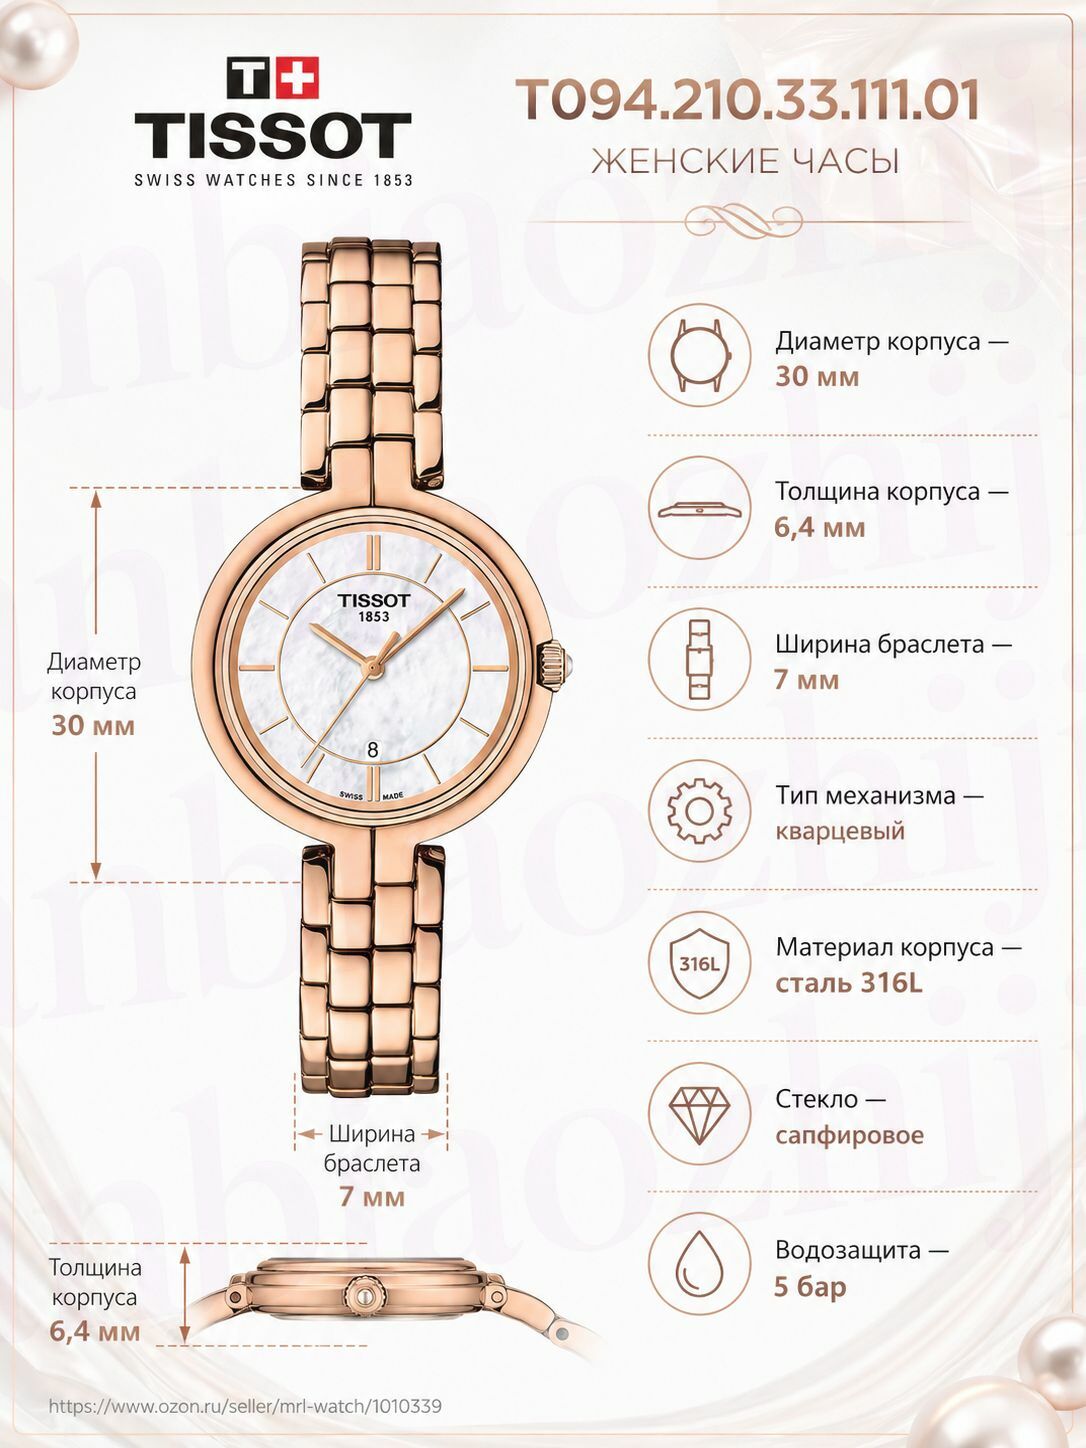 T+
TISSOT
SWISS WATCHES SINCE 1853
T094.210.33.111.01
ЖЕНСКИЕ ЧАСЫ
Диаметр корпуса —
30 мм
Толщина корпуса —
6,4 мм
Ширина браслета —
7 мм
Тип механизма —
кварцевый
316L
Материал корпуса —
сталь 316L
Стекло —
сапфировое
Водозащита —
5 бар
TISSOT
1853
8
SWISS MADE
Диаметр
корпуса
30 мм
Ширина
браслета
7 мм
Толщина
корпуса
6,4 мм
https://www.ozon.ru/seller/mrl-watch/1010339